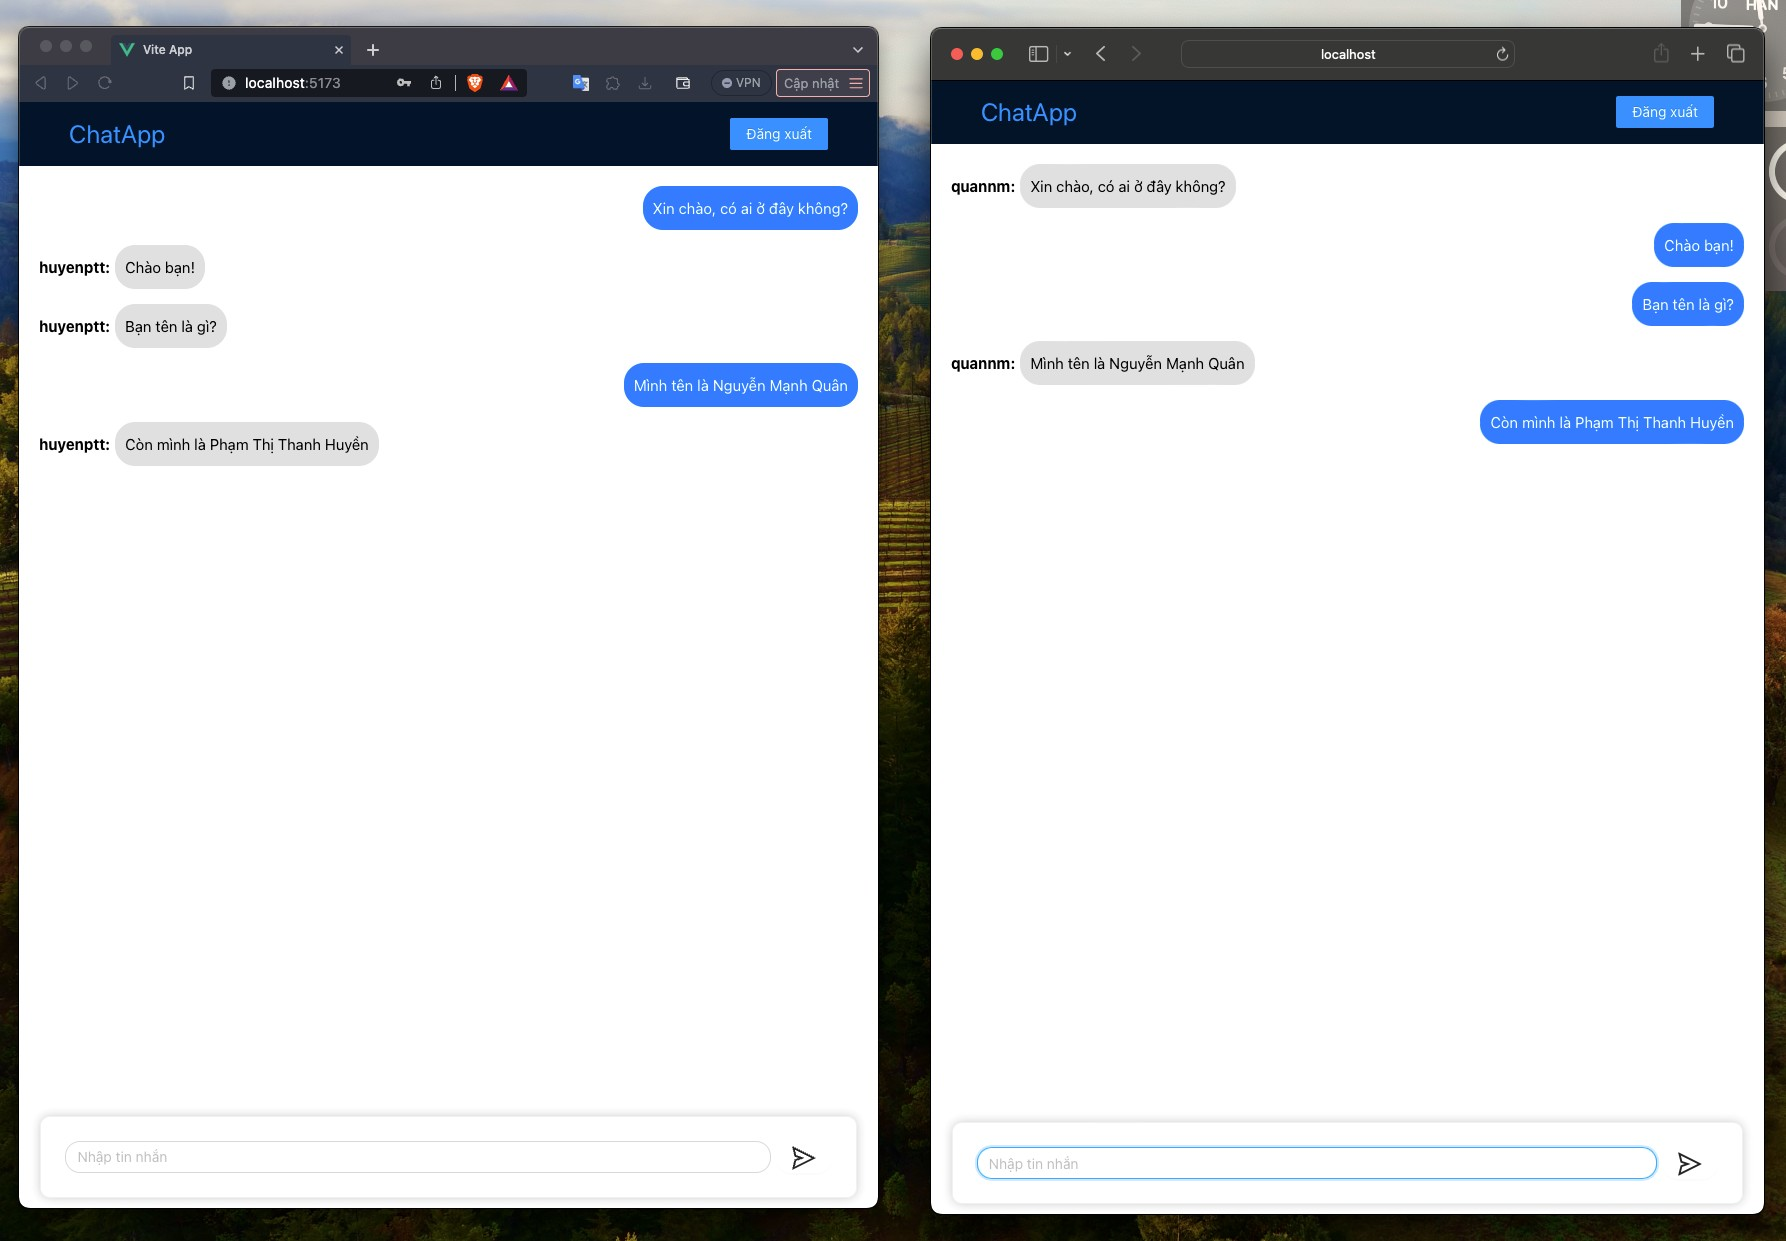 Vite App
localhost:5173
VPN
Cập nhật
ChatApp
Đăng xuất
Xin chào, có ai ở đây không?
huyenptt: Chào bạn!
huyenptt: Bạn tên là gì?
Mình tên là Nguyễn Mạnh Quân
huyenptt: Còn mình là Phạm Thị Thanh Huyền
Nhập tin nhắn
localhost
ChatApp
Đăng xuất
quannm: Xin chào, có ai ở đây không?
Chào bạn!
Bạn tên là gì?
quannm: Mình tên là Nguyễn Mạnh Quân
Còn mình là Phạm Thị Thanh Huyền
Nhập tin nhắn
10
HAN